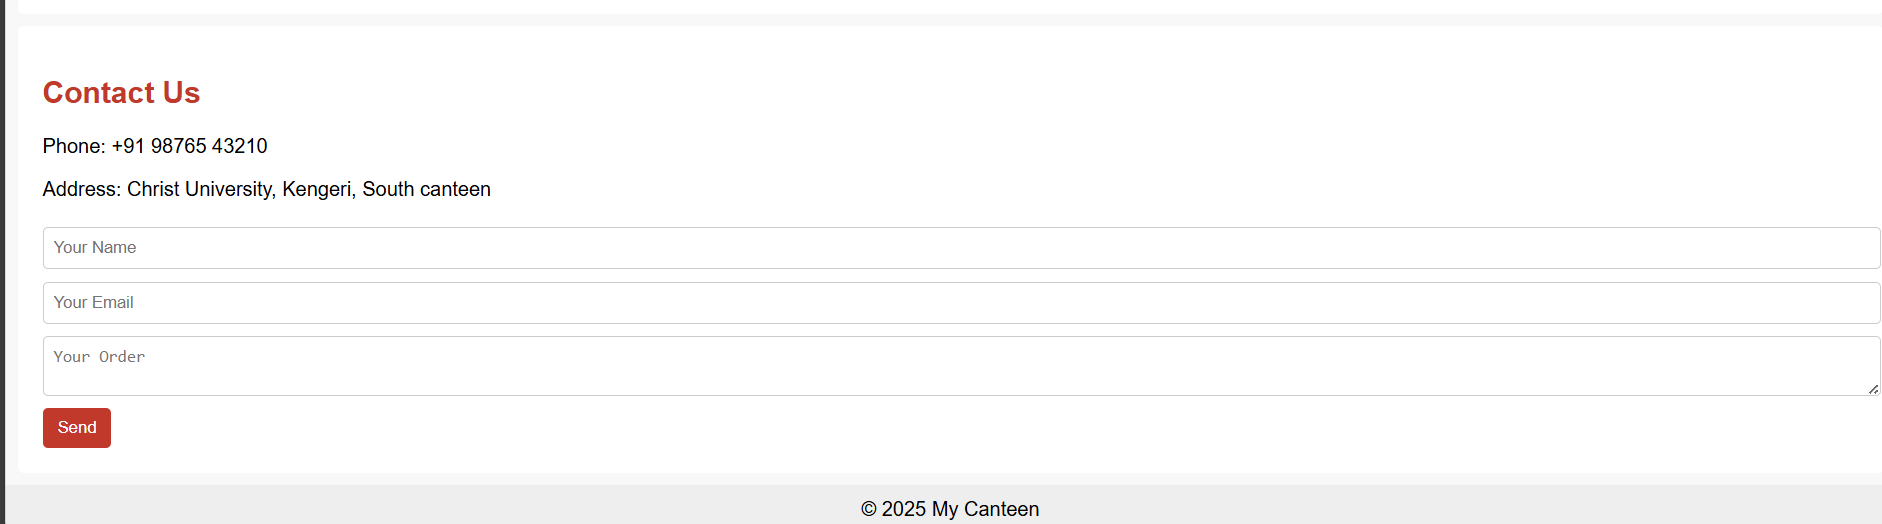 Contact Us
Phone: +91 98765 43210
Address: Christ University, Kengeri, South canteen
Your Name
Your Email
Your Order
Send
© 2025 My Canteen